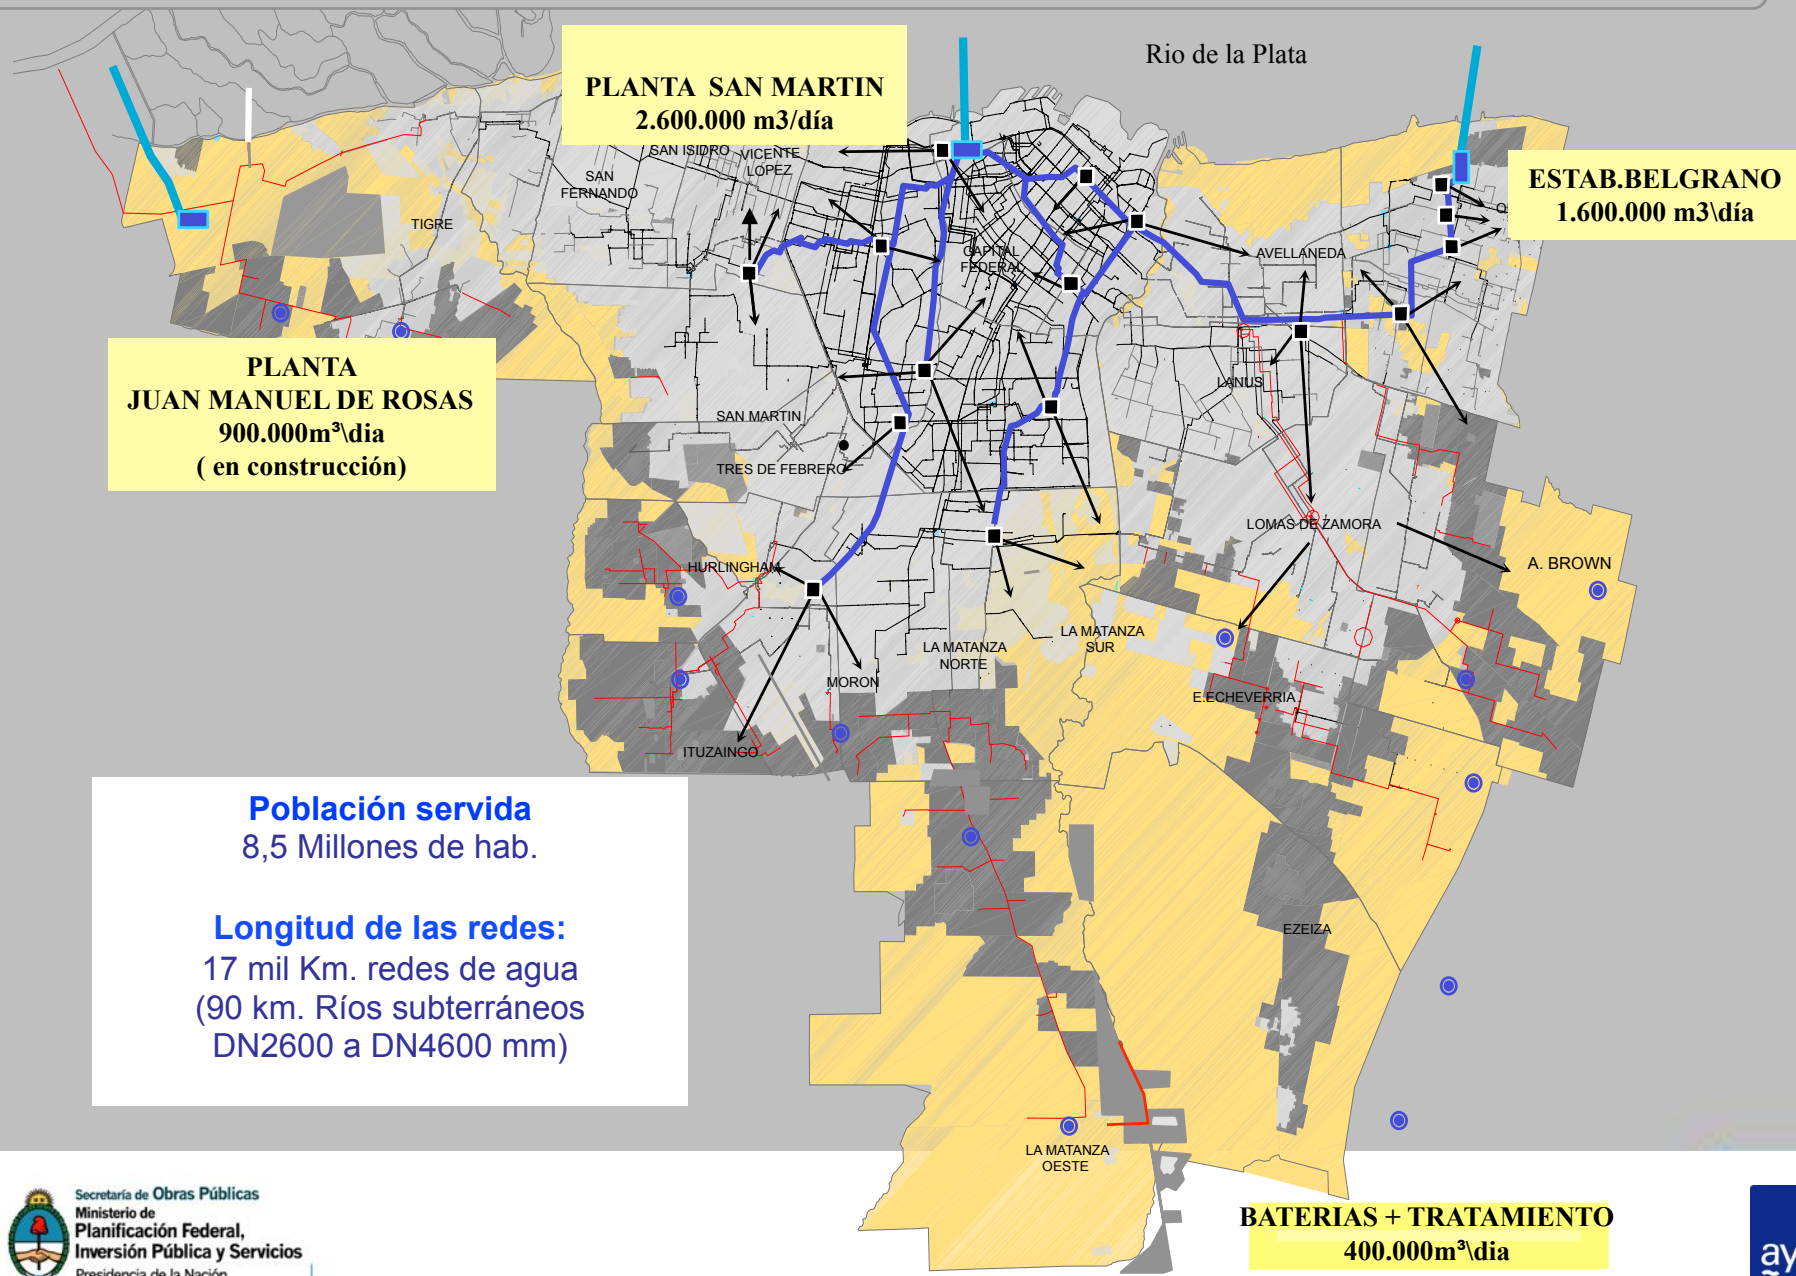 Rio de la Plata
PLANTA SAN MARTIN
2.600.000 m3/día
SAN ISIDRO
VICENTE
LOPEZ
SAN
FERNANDO
TIGRE
ESTAB.BELGRANO
1.600.000 m3\día
CAPITAL
FEDERAL
AVELLANEDA
PLANTA
JUAN MANUEL DE ROSAS
900.000m³\dia
( en construcción)
LANUS
SAN MARTIN
TRES DE FEBRERO
LOMAS DE ZAMORA
A. BROWN
HURLINGHAM
LA MATANZA
NORTE
LA MATANZA
SUR
MORON
E.ECHEVERRIA
ITUZAINGO
Población servida
8,5 Millones de hab.
Longitud de las redes:
17 mil Km. redes de agua
(90 km. Ríos subterráneos
DN2600 a DN4600 mm)
EZEIZA
LA MATANZA
OESTE
BATERIAS + TRATAMIENTO
400.000m³\dia
Secretaría de Obras Públicas
Ministerio de
Planificación Federal,
Inversión Pública y Servicios
Presidencia de la Nación
ay